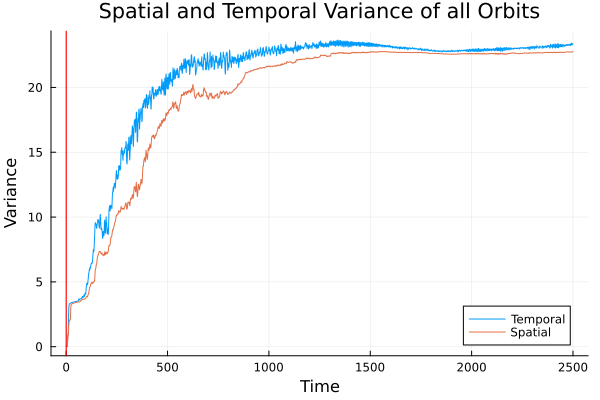 Spatial and Temporal Variance of all Orbits
Variance
20
15
10
5
0
Temporal
Spatial
0
500
1000
1500
2000
2500
Time